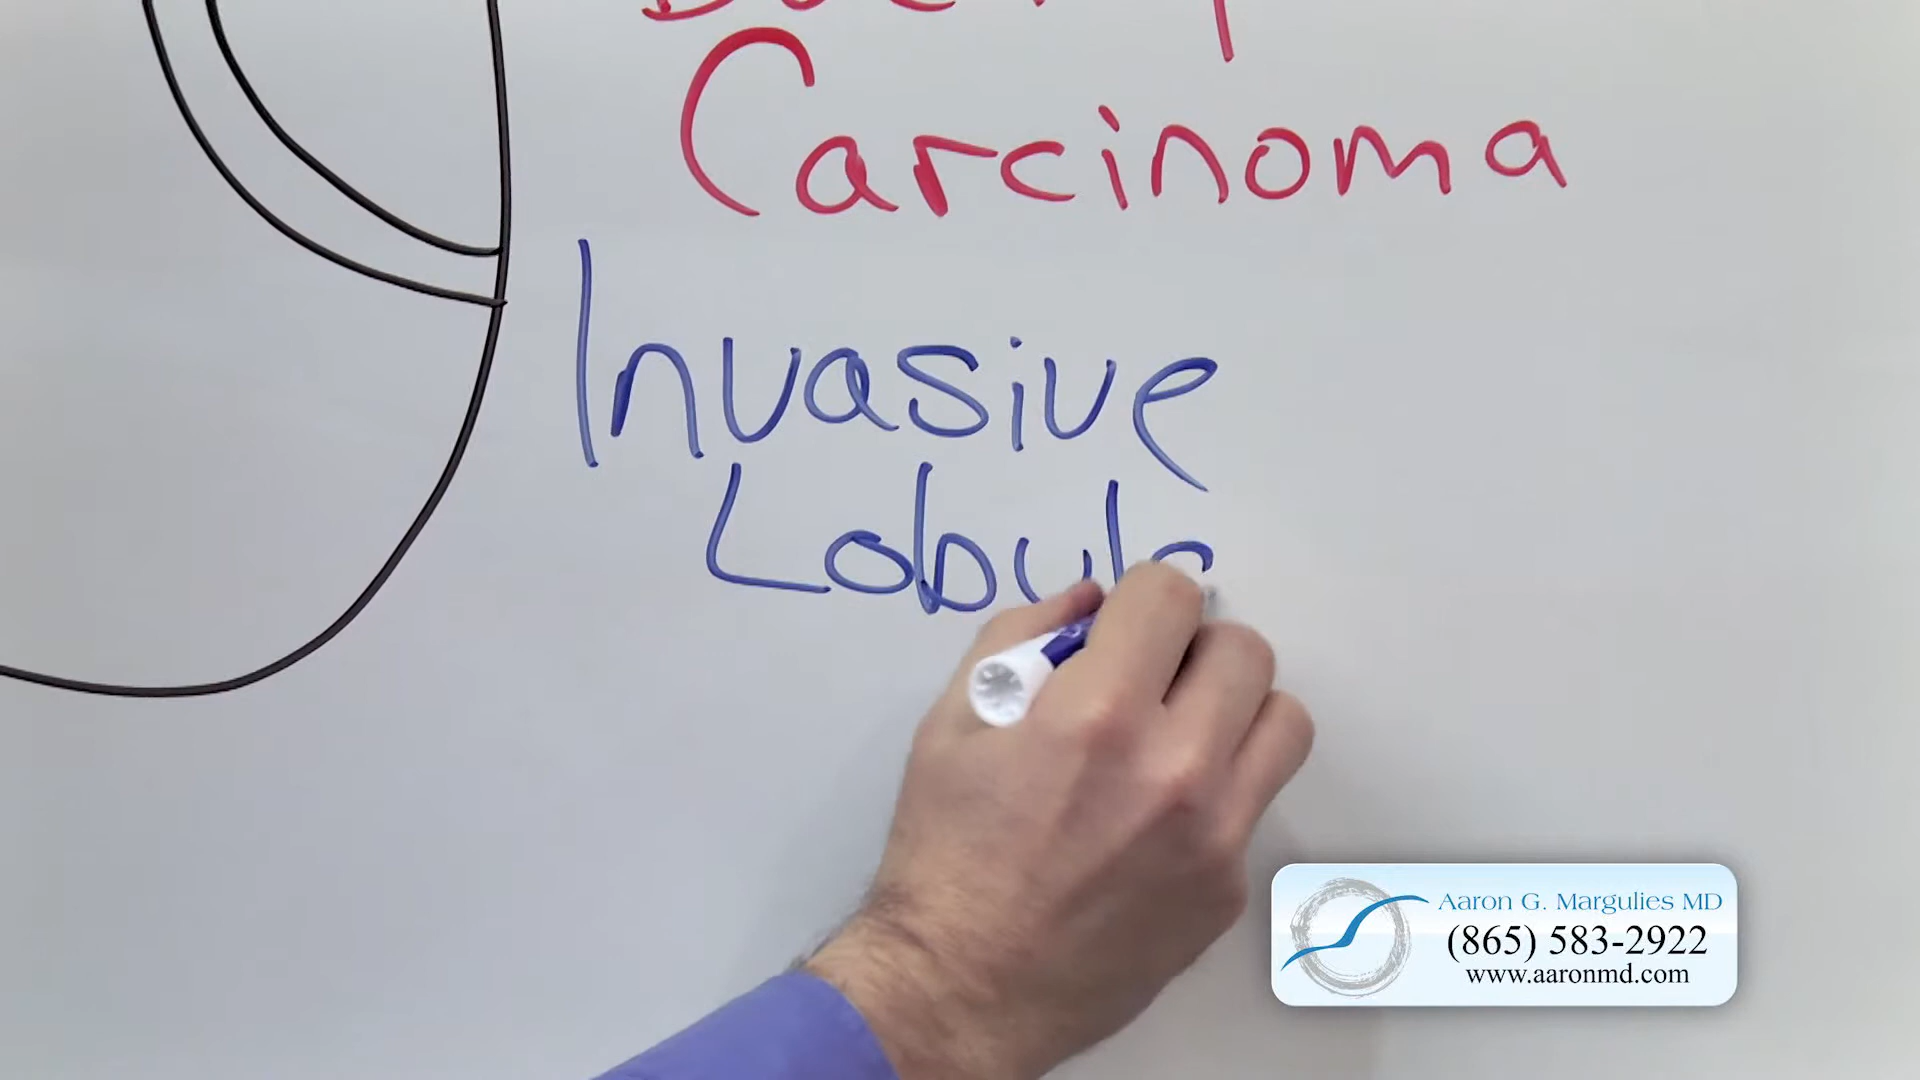 Carcinoma
Invasive
Lobula
Aaron G. Margulies MD
(865) 583-2922
www.aaronmd.com